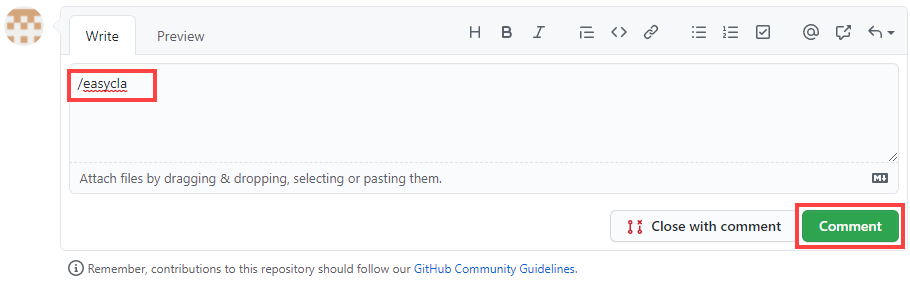 Write Preview H B I @
/easycla
Attach files by dragging & dropping, selecting or pasting them. M
Close with comment Comment
Remember, contributions to this repository should follow our GitHub Community Guidelines.